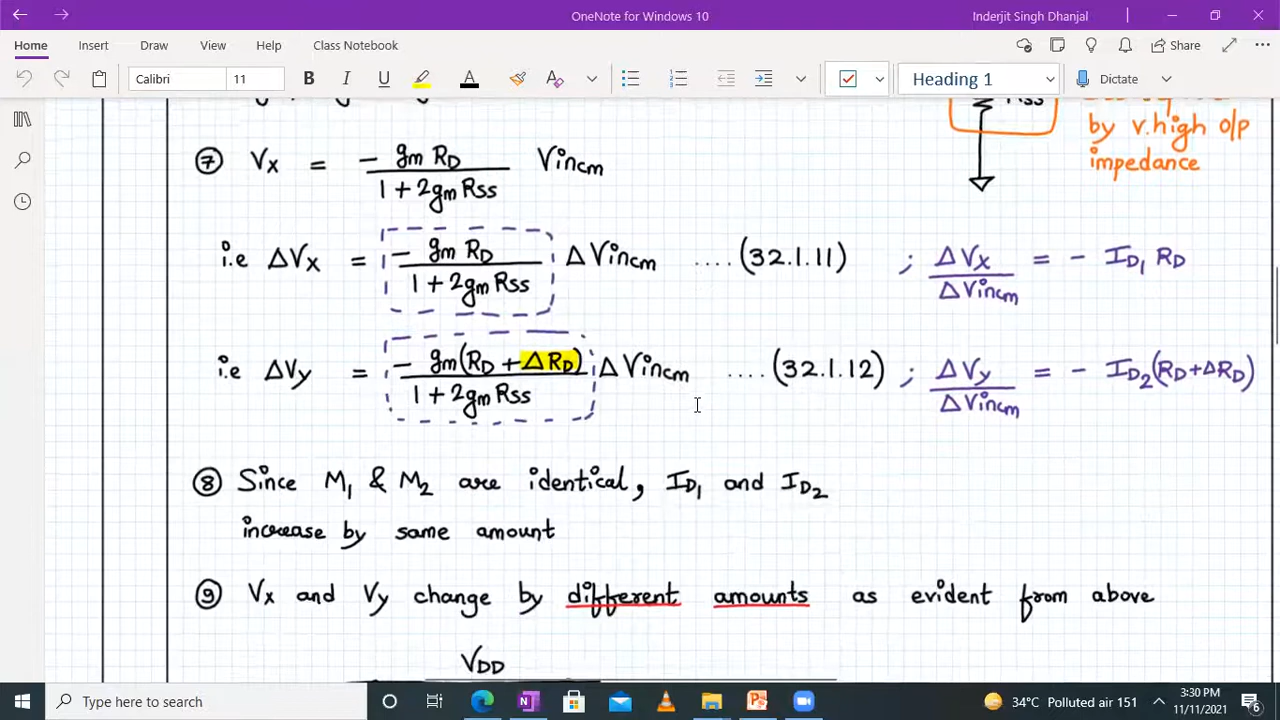 OneNote for Windows 10
Inderjit Singh Dhanjal
Home Insert Draw View Help Class Notebook Share
Calibri 11 B I U A Heading 1 Dictate
Rss
by v.high o/p
impedance
⑦ Vx = - gm RD / 1 + 2gm Rss Vincm
i.e ΔVx = - gm RD / 1 + 2gm Rss ΔVincm ....(32.1.11) ; ΔVx / ΔVincm = - ID1 RD
i.e ΔVy = - gm(RD + ΔRD) / 1 + 2gm Rss ΔVincm ....(32.1.12) ; ΔVy / ΔVincm = - ID2(RD+ΔRD)
⑧ Since M1 & M2 are identical, ID1 and ID2
increase by same amount
⑨ Vx and Vy change by different amounts as evident from above
VDD
Type here to search
34°C Polluted air 151
3:30 PM
11/11/2021
6